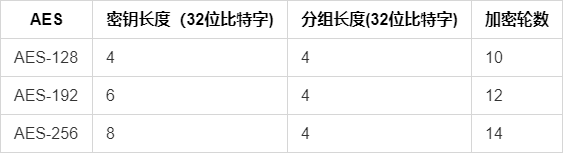 AES 密钥长度（32位比特字) 分组长度(32位比特字) 加密轮数
AES-128 4 4 10
AES-192 6 4 12
AES-256 8 4 14